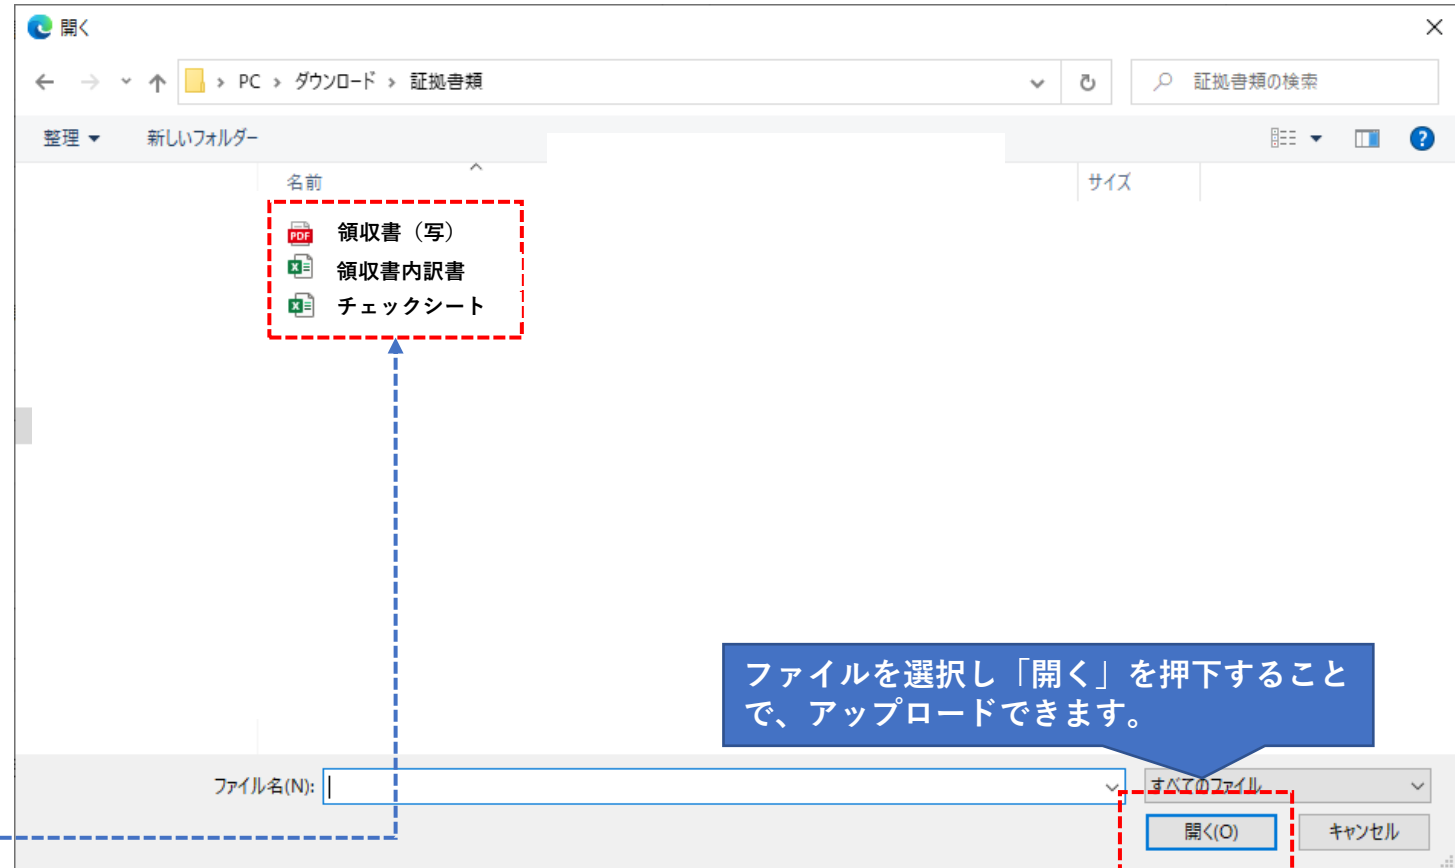 開く
PC › ダウンロード › 証拠書類
証拠書類の検索
整理 新しいフォルダー
名前 サイズ
PDF 領収書（写）
領収書内訳書
チェックシート
ファイルを選択し「開く」を押下すること
で、アップロードできます。
ファイル名(N):
すべてのファイル
開く(O) キャンセル